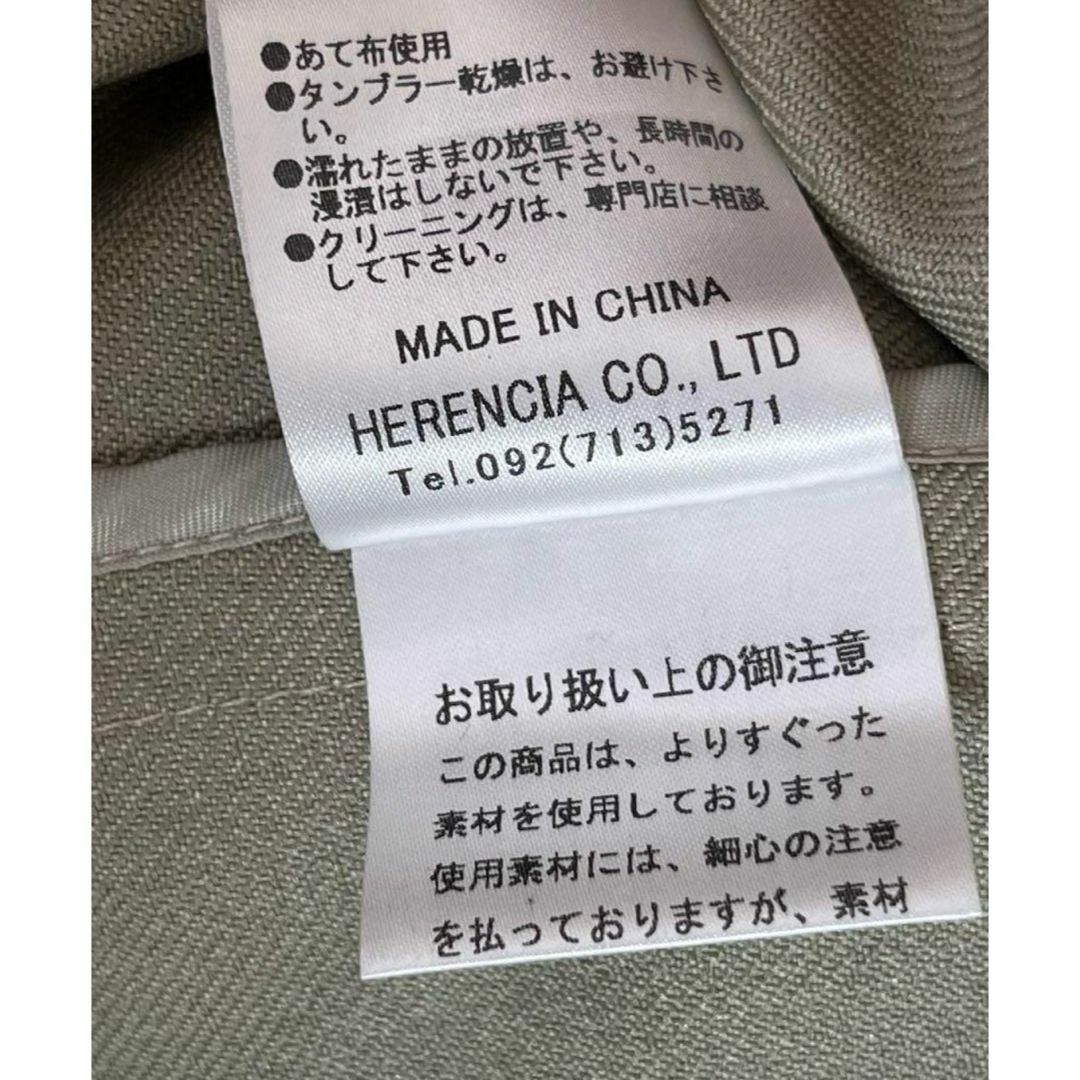 ●あて布使用
●タンブラー乾燥は、お避け下さ
い。
●濡れたままの放置や、長時間の
浸漬はしないで下さい。
●クリーニングは、専門店に相談
して下さい。
MADE IN CHINA
HERENCIA CO., LTD
Tel.092(713)5271
お取り扱い上の御注意
この商品は、よりすぐった
素材を使用しております。
使用素材には、細心の注意
を払っておりますが、素材